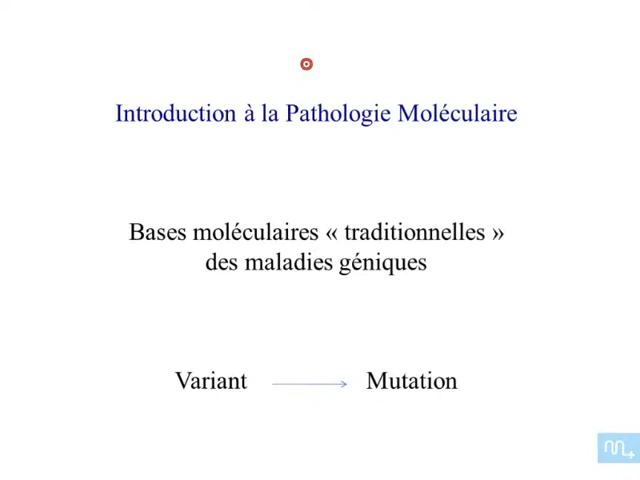 Introduction à la Pathologie Moléculaire
Bases moléculaires « traditionnelles »
des maladies géniques
Variant Mutation